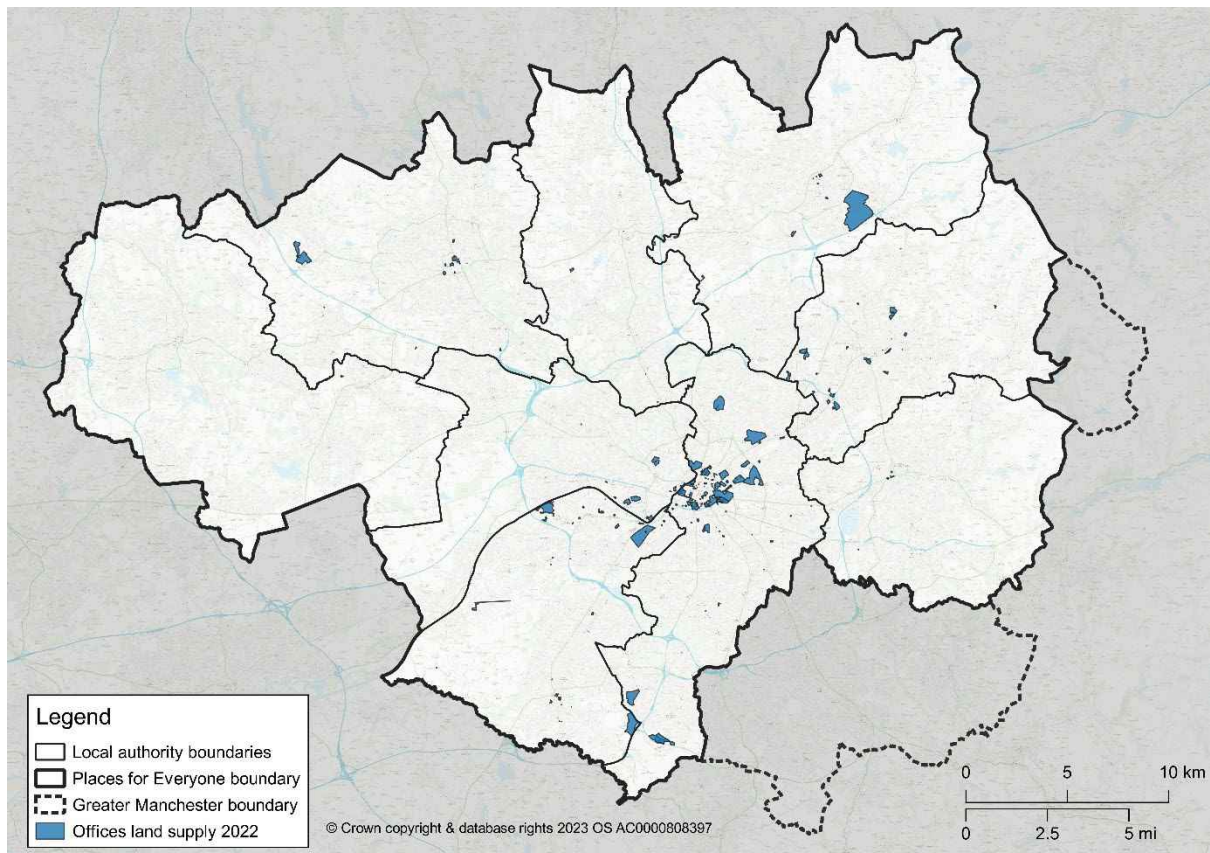 Legend
Local authority boundaries
Places for Everyone boundary
Greater Manchester boundary
Offices land supply 2022
© Crown copyright & database rights 2023 OS AC0000808397
0 5 10 km
0 2.5 5 mi